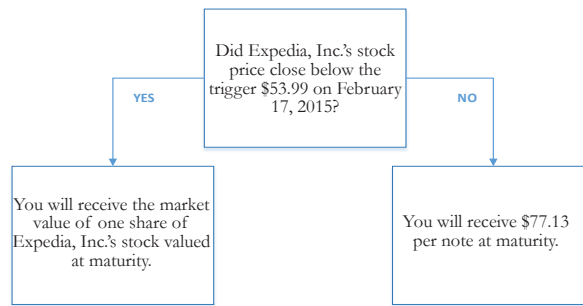 Did Expedia, Inc.'s stock
price close below the
trigger $53.99 on February
17, 2015?
YES
NO
You will receive the market
value of one share of
Expedia, Inc.'s stock valued
at maturity.
You will receive $77.13
per note at maturity.